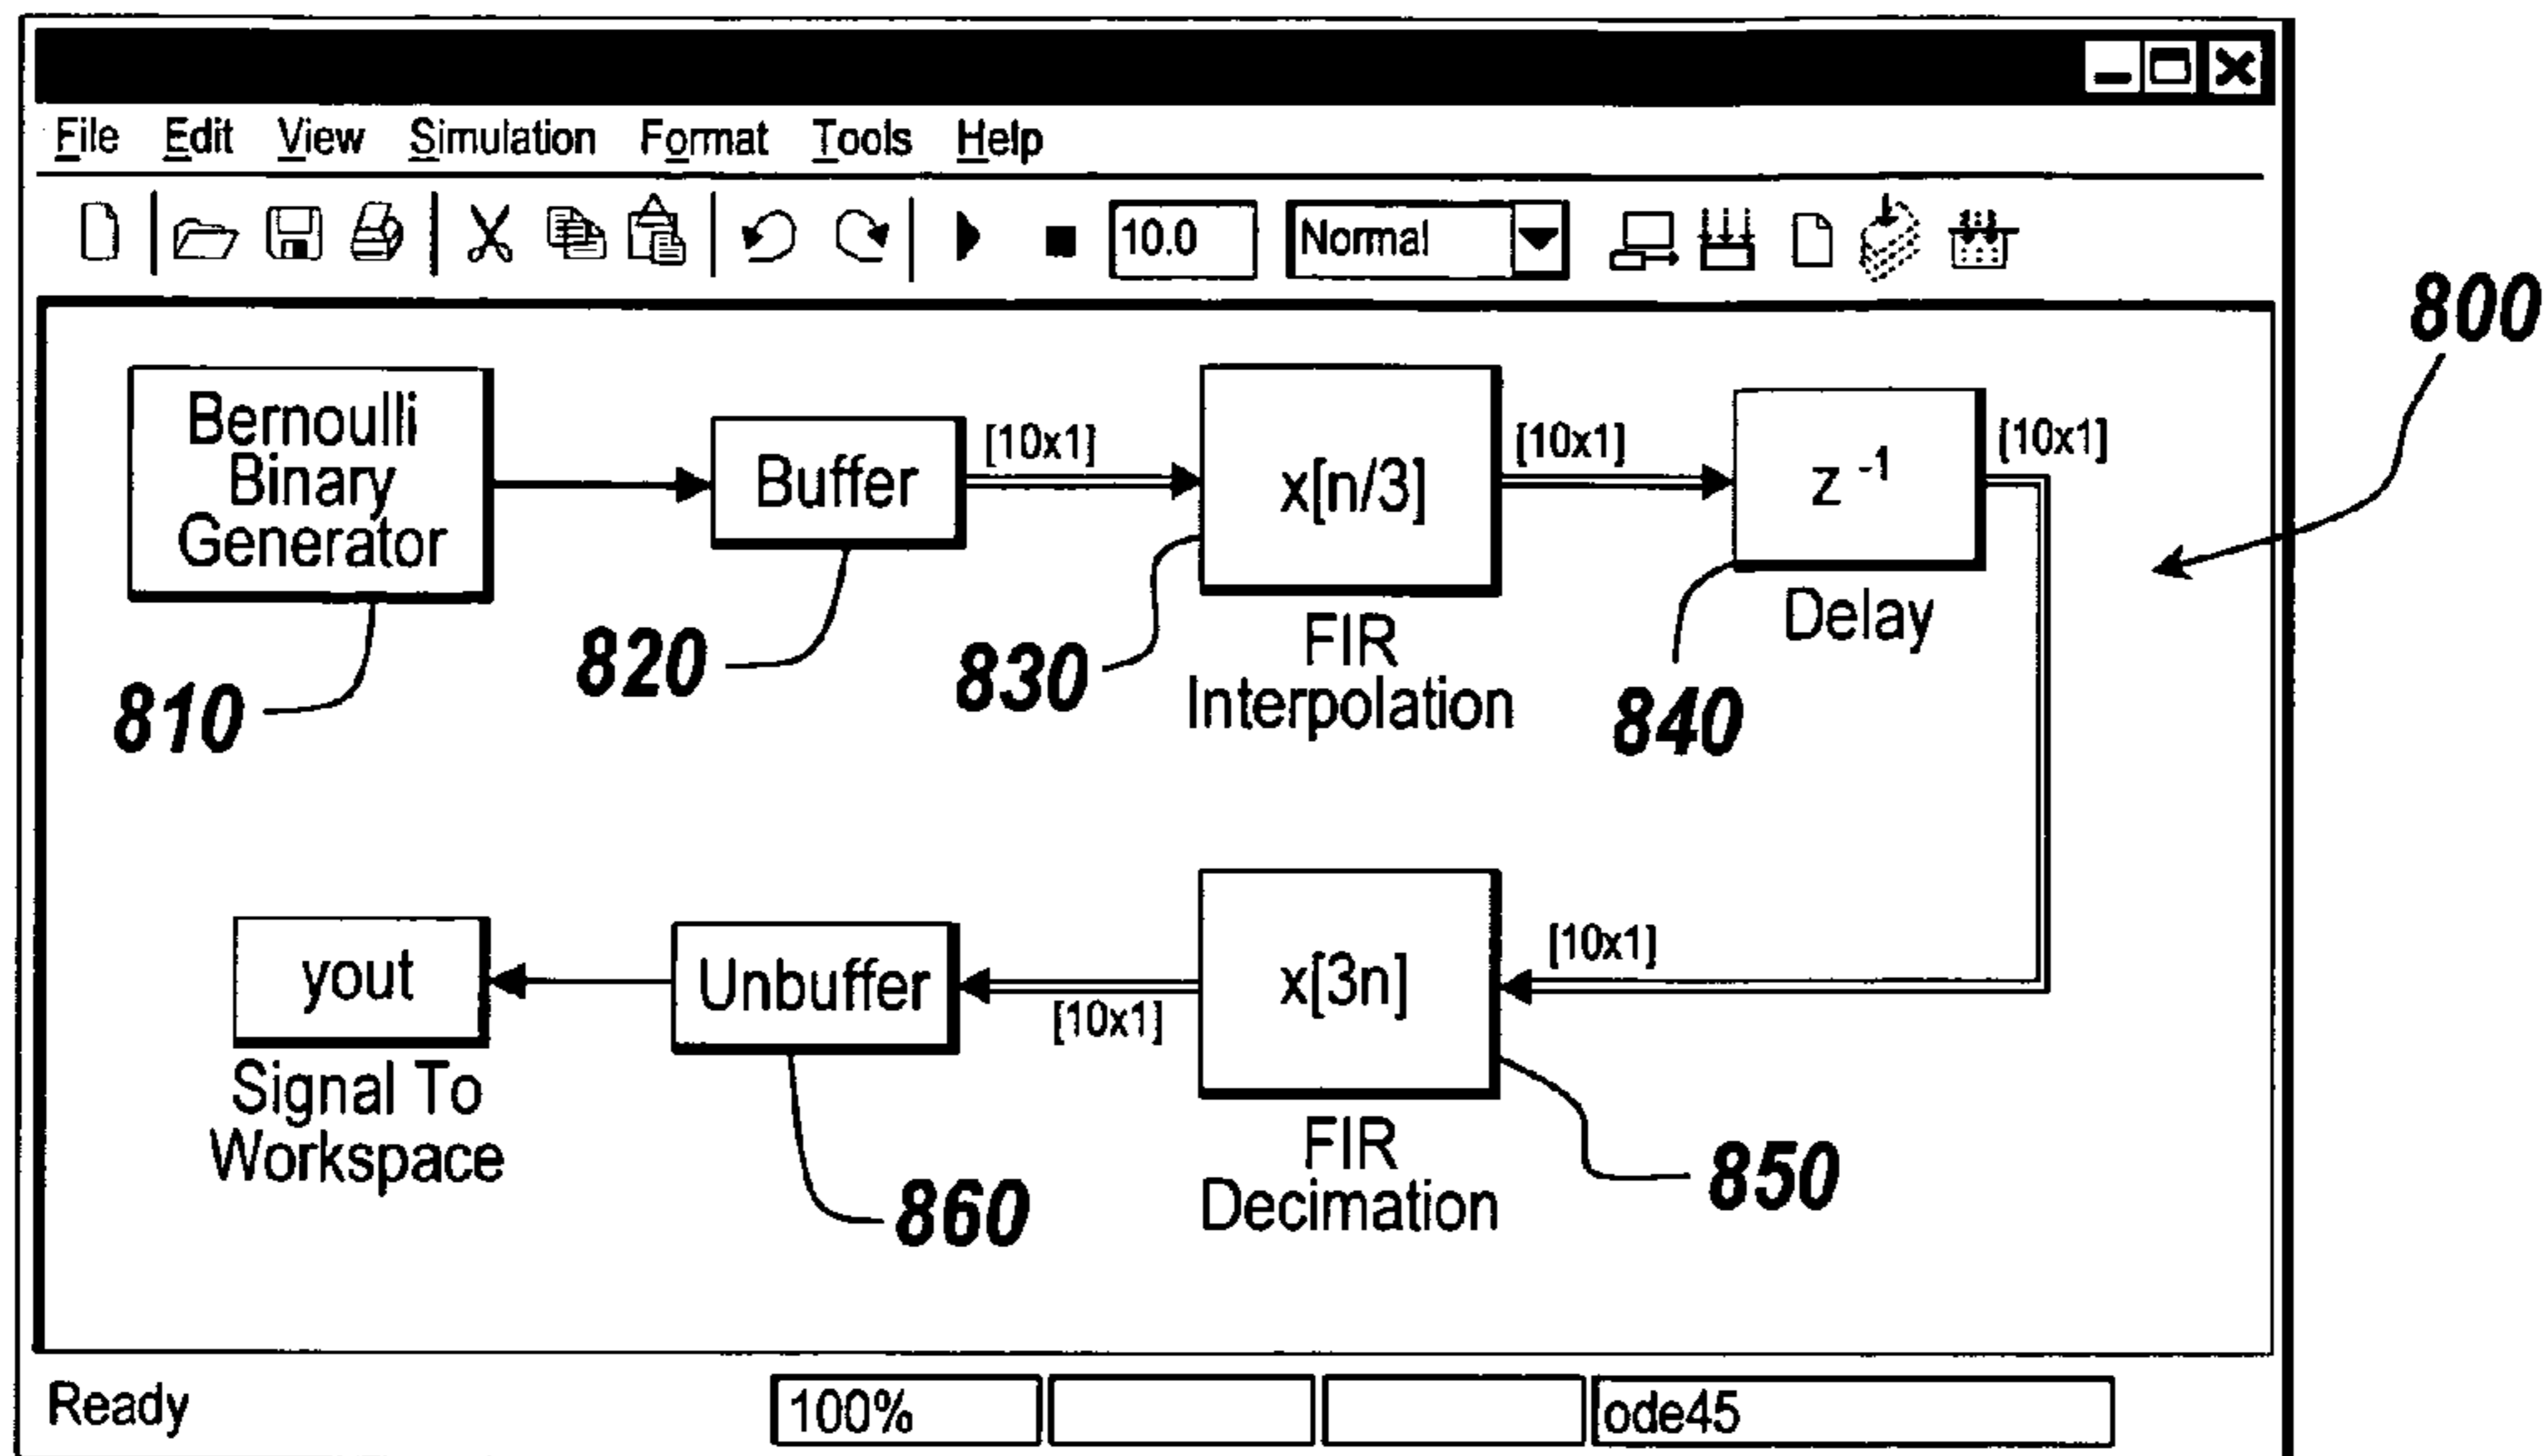 File Edit View Simulation Format Tools Help
10.0 Normal
800
Bernoulli
Binary
Generator
810
Buffer
820
[10x1]
x[n/3]
FIR
Interpolation
830
[10x1]
z -1
Delay
840
[10x1]
[10x1]
x[3n]
FIR
Decimation
850
[10x1]
Unbuffer
860
yout
Signal To
Workspace
Ready 100% ode45